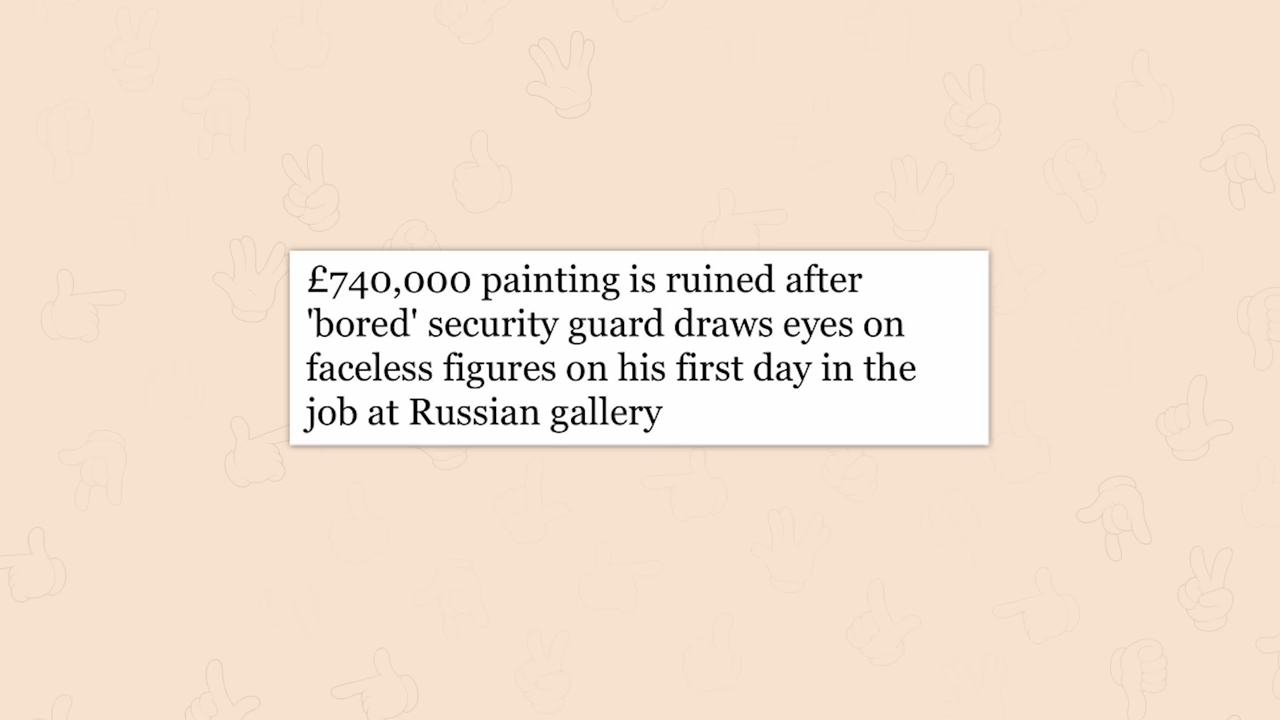 £740,000 painting is ruined after
'bored' security guard draws eyes on
faceless figures on his first day in the
job at Russian gallery